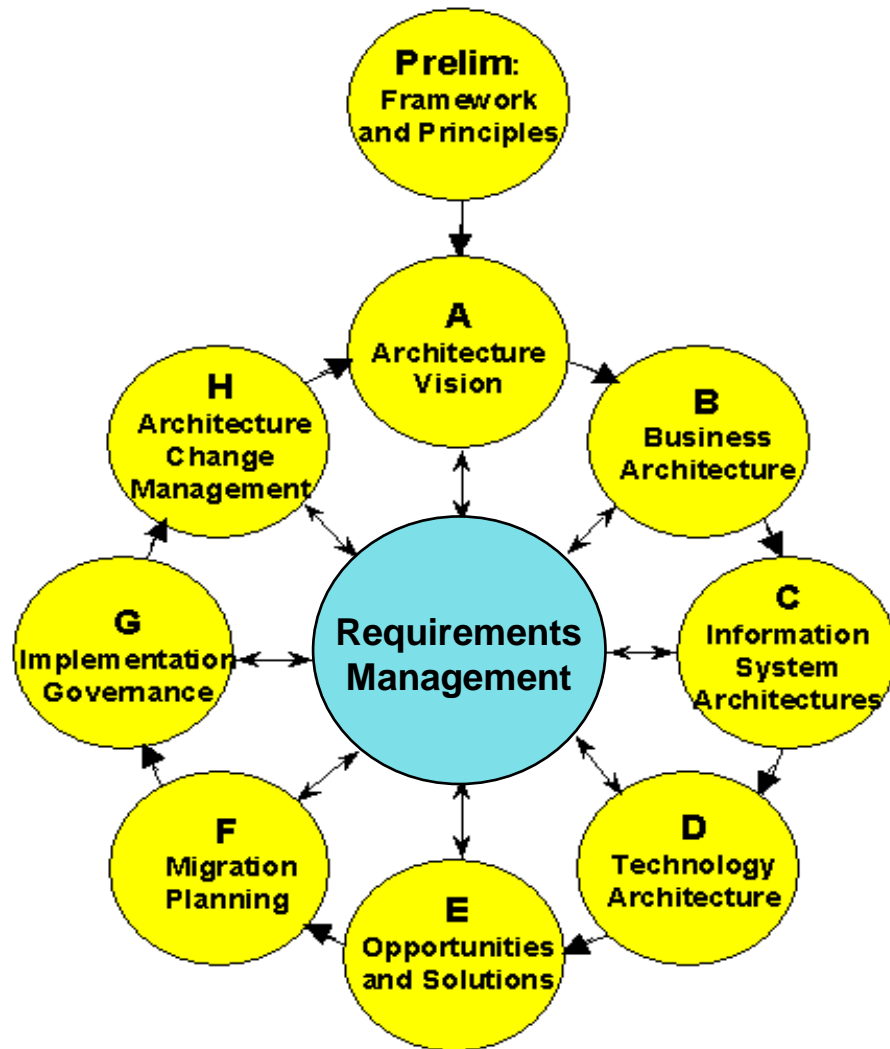 Prelim:
Framework
and Principles
A
Architecture
Vision
H
Architecture
Change
Management
B
Business
Architecture
G
Implementation
Governance
Requirements
Management
C
Information
System
Architectures
F
Migration
Planning
D
Technology
Architecture
E
Opportunities
and Solutions